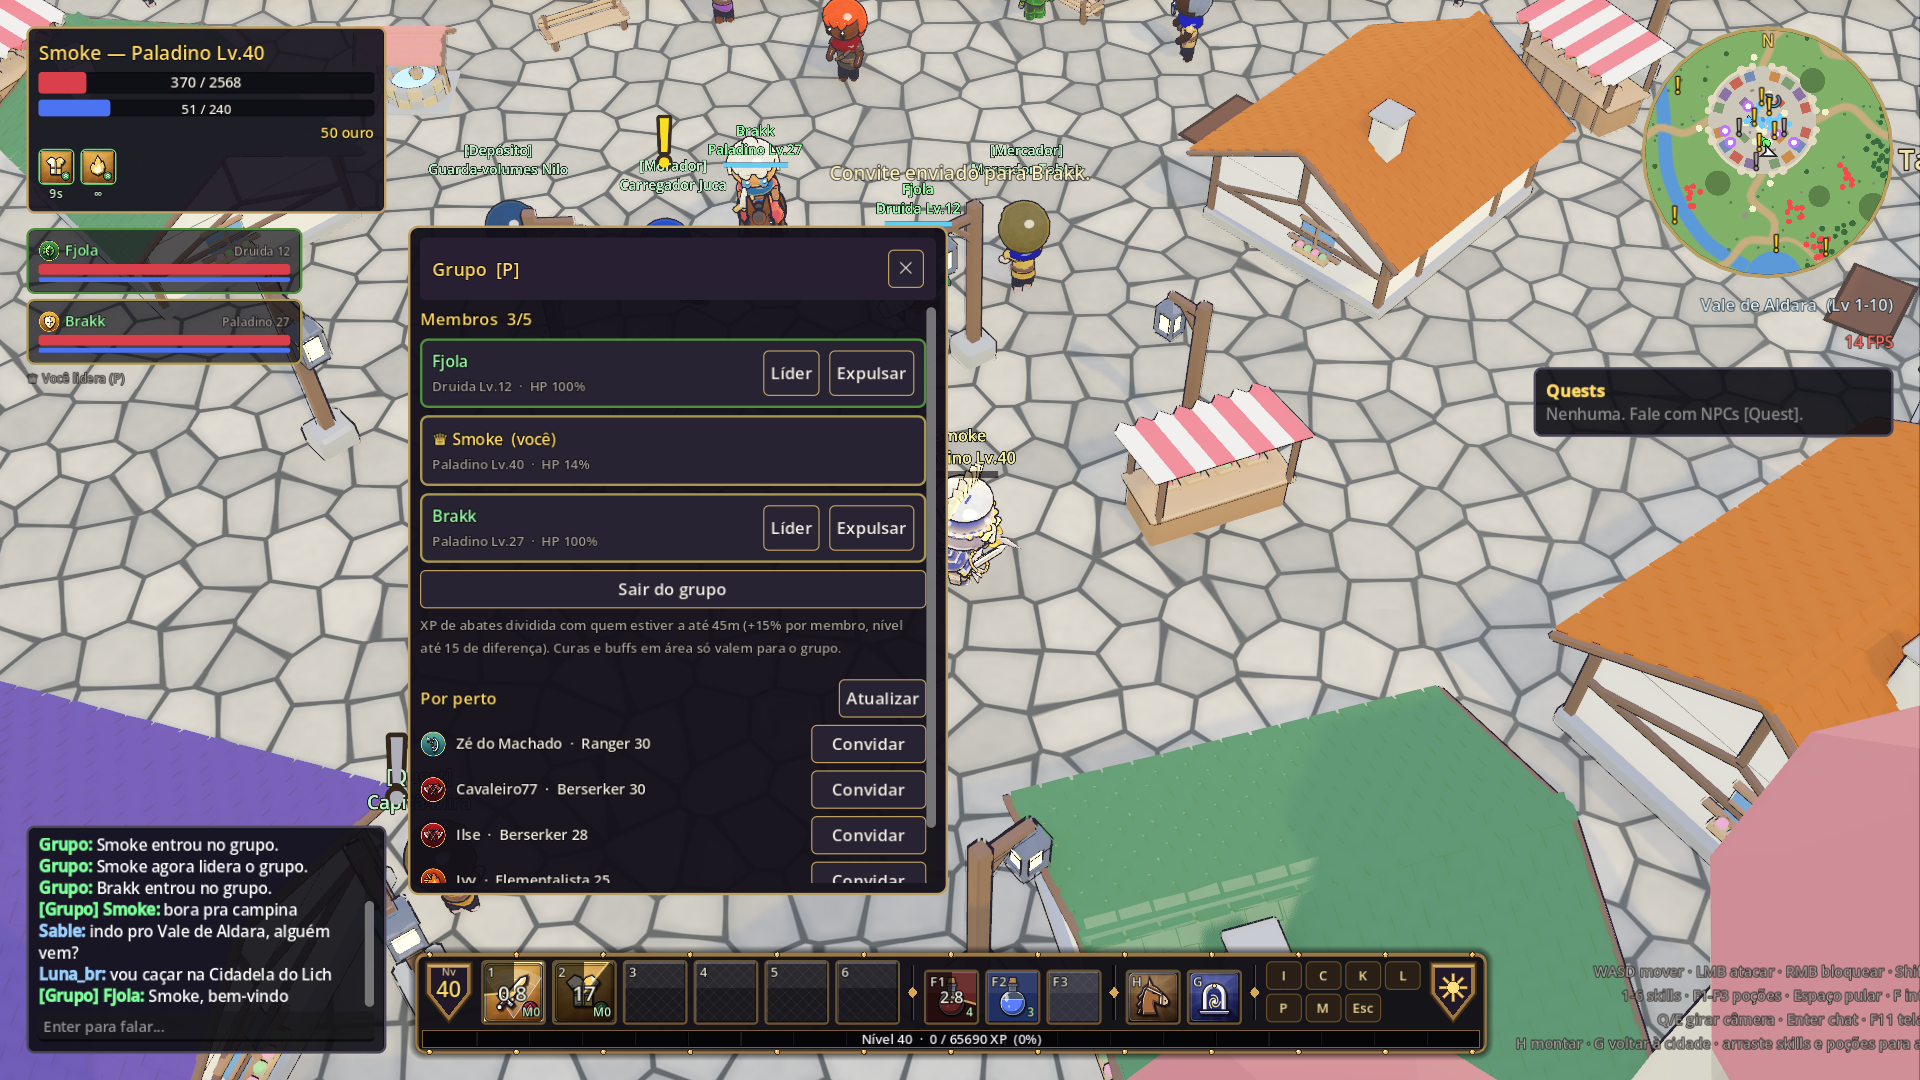 Smoke — Paladino Lv.40
370 / 2568
51 / 240
50 ouro
9s
∞
Fjola
Druida 12
Brakk
Paladino 27
Você lidera (P)
[Depósito]
Guarda-volumes Nilo
[Morador]
Carregador Juca
Brakk
Paladino Lv.27
Convite enviado para Brakk.
[Mercador]
Fjola
Druida Lv.12
N
Vale de Aldara (Lv 1-10)
14 FPS
Quests
Nenhuma. Fale com NPCs [Quest].
Grupo [P]
Membros 3/5
Fjola
Druida Lv.12 · HP 100%
Líder
Expulsar
Smoke (você)
Paladino Lv.40 · HP 14%
Brakk
Paladino Lv.27 · HP 100%
Líder
Expulsar
Sair do grupo
XP de abates dividida com quem estiver a até 45m (+15% por membro, nível
até 15 de diferença). Curas e buffs em área só valem para o grupo.
Por perto
Atualizar
Zé do Machado · Ranger 30
Convidar
Cavaleiro77 · Berserker 30
Convidar
Ilse · Berserker 28
Convidar
Ivy · Elementalista 25
Convidar
Grupo: Smoke entrou no grupo.
Grupo: Smoke agora lidera o grupo.
Grupo: Brakk entrou no grupo.
[Grupo] Smoke: bora pra campina
Sable: indo pro Vale de Aldara, alguém
vem?
Luna_br: vou caçar na Cidadela do Lich
[Grupo] Fjola: Smoke, bem-vindo
Enter para falar...
Nv
40
1
0.8
M0
2
17
M0
3
4
5
6
F1
2.8
4
F2
3
F3
H
G
I
C
K
L
P
M
Esc
Nível 40 · 0 / 65690 XP (0%)
WASD mover · LMB atacar · RMB bloquear ·
1-6 skills · F1-F3 poções · Espaço pular · F
Q/E girar câmera · Enter chat · F11
H montar · G voltar à cidade · arraste skills e poções para